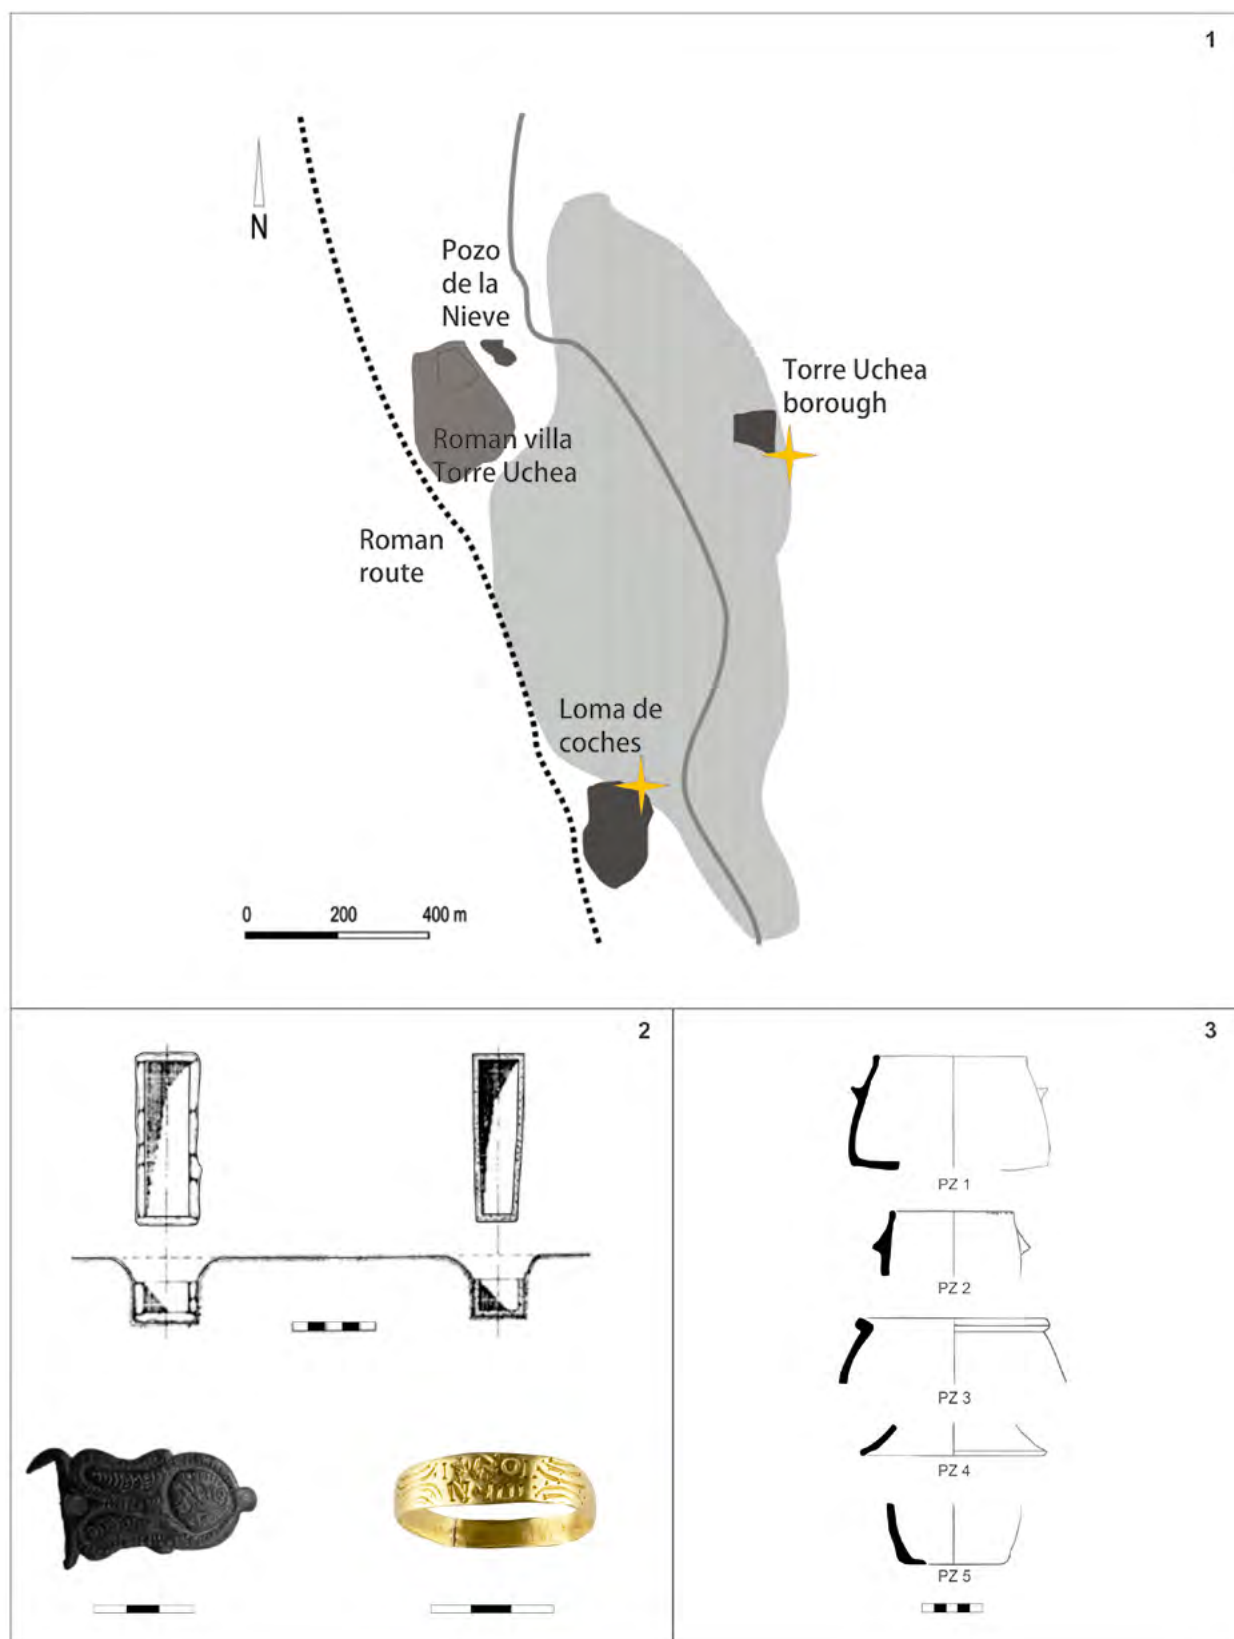 1
N
Pozo
de la
Nieve
Torre Uchea
borough
Roman villa
Torre Uchea
Roman
route
Loma de
coches
0 200 400 m
2
3
PZ 1
PZ 2
PZ 3
PZ 4
PZ 5